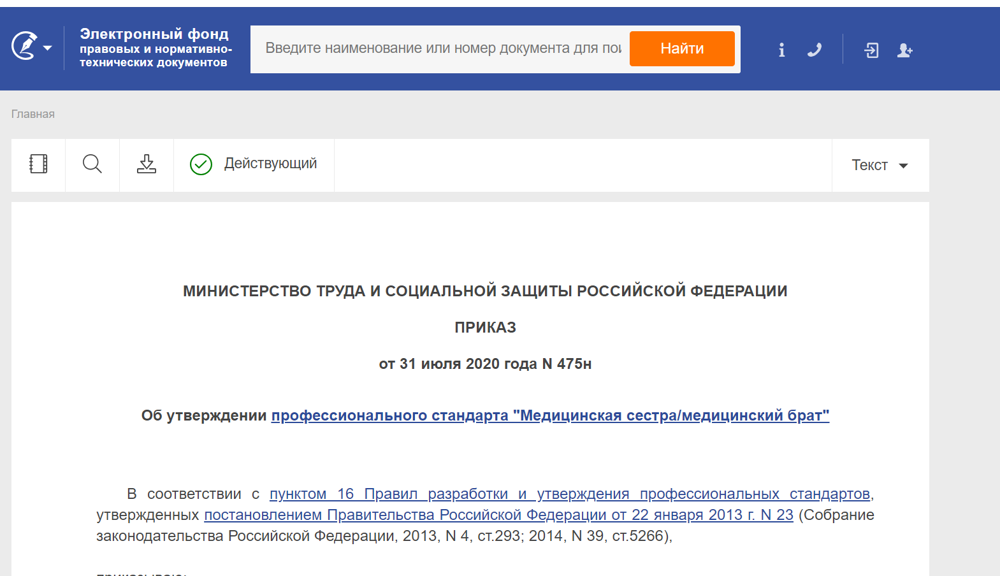 Электронный фонд
правовых и нормативно-
технических документов
Введите наименование или номер документа для пои
Найти
Главная
Действующий
Текст
МИНИСТЕРСТВО ТРУДА И СОЦИАЛЬНОЙ ЗАЩИТЫ РОССИЙСКОЙ ФЕДЕРАЦИИ
ПРИКАЗ
от 31 июля 2020 года N 475н
Об утверждении профессионального стандарта "Медицинская сестра/медицинский брат"
В соответствии с пунктом 16 Правил разработки и утверждения профессиональных стандартов,
утвержденных постановлением Правительства Российской Федерации от 22 января 2013 г. N 23 (Собрание
законодательства Российской Федерации, 2013, N 4, ст.293; 2014, N 39, ст.5266),
приказываю: